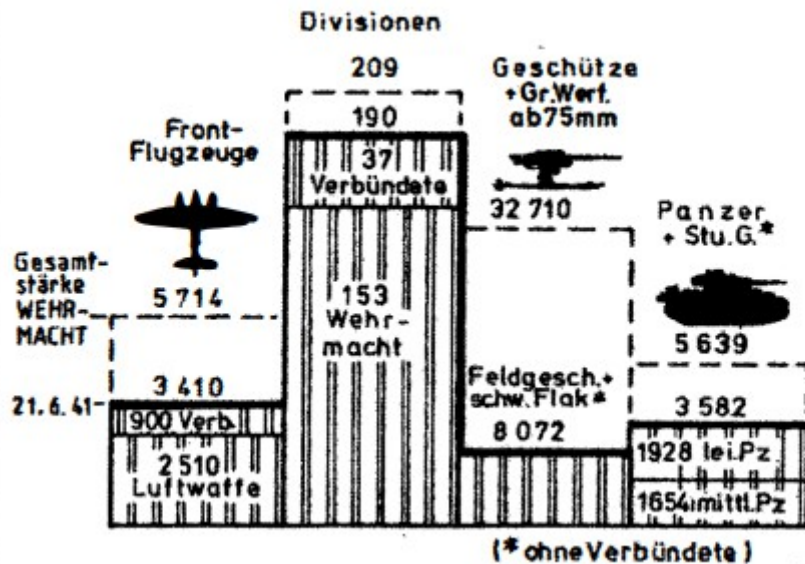 Divisionen
209
190
37
Verbündete
153
Wehr-
macht
Front-
Flugzeuge
Gesamt-
stärke
WEHR-
MACHT
5 714
21. 6. 41
3 410
900 Verb.
2 510
Luftwaffe
Geschütze
+ Gr.Werf.
ab 75mm
32 710
Feldgesch.+
schw. Flak*
8 072
Panzer
+ Stu. G.*
5 639
3 582
1928 lei.Pz
1654 mittl.Pz
(* ohne Verbündete)